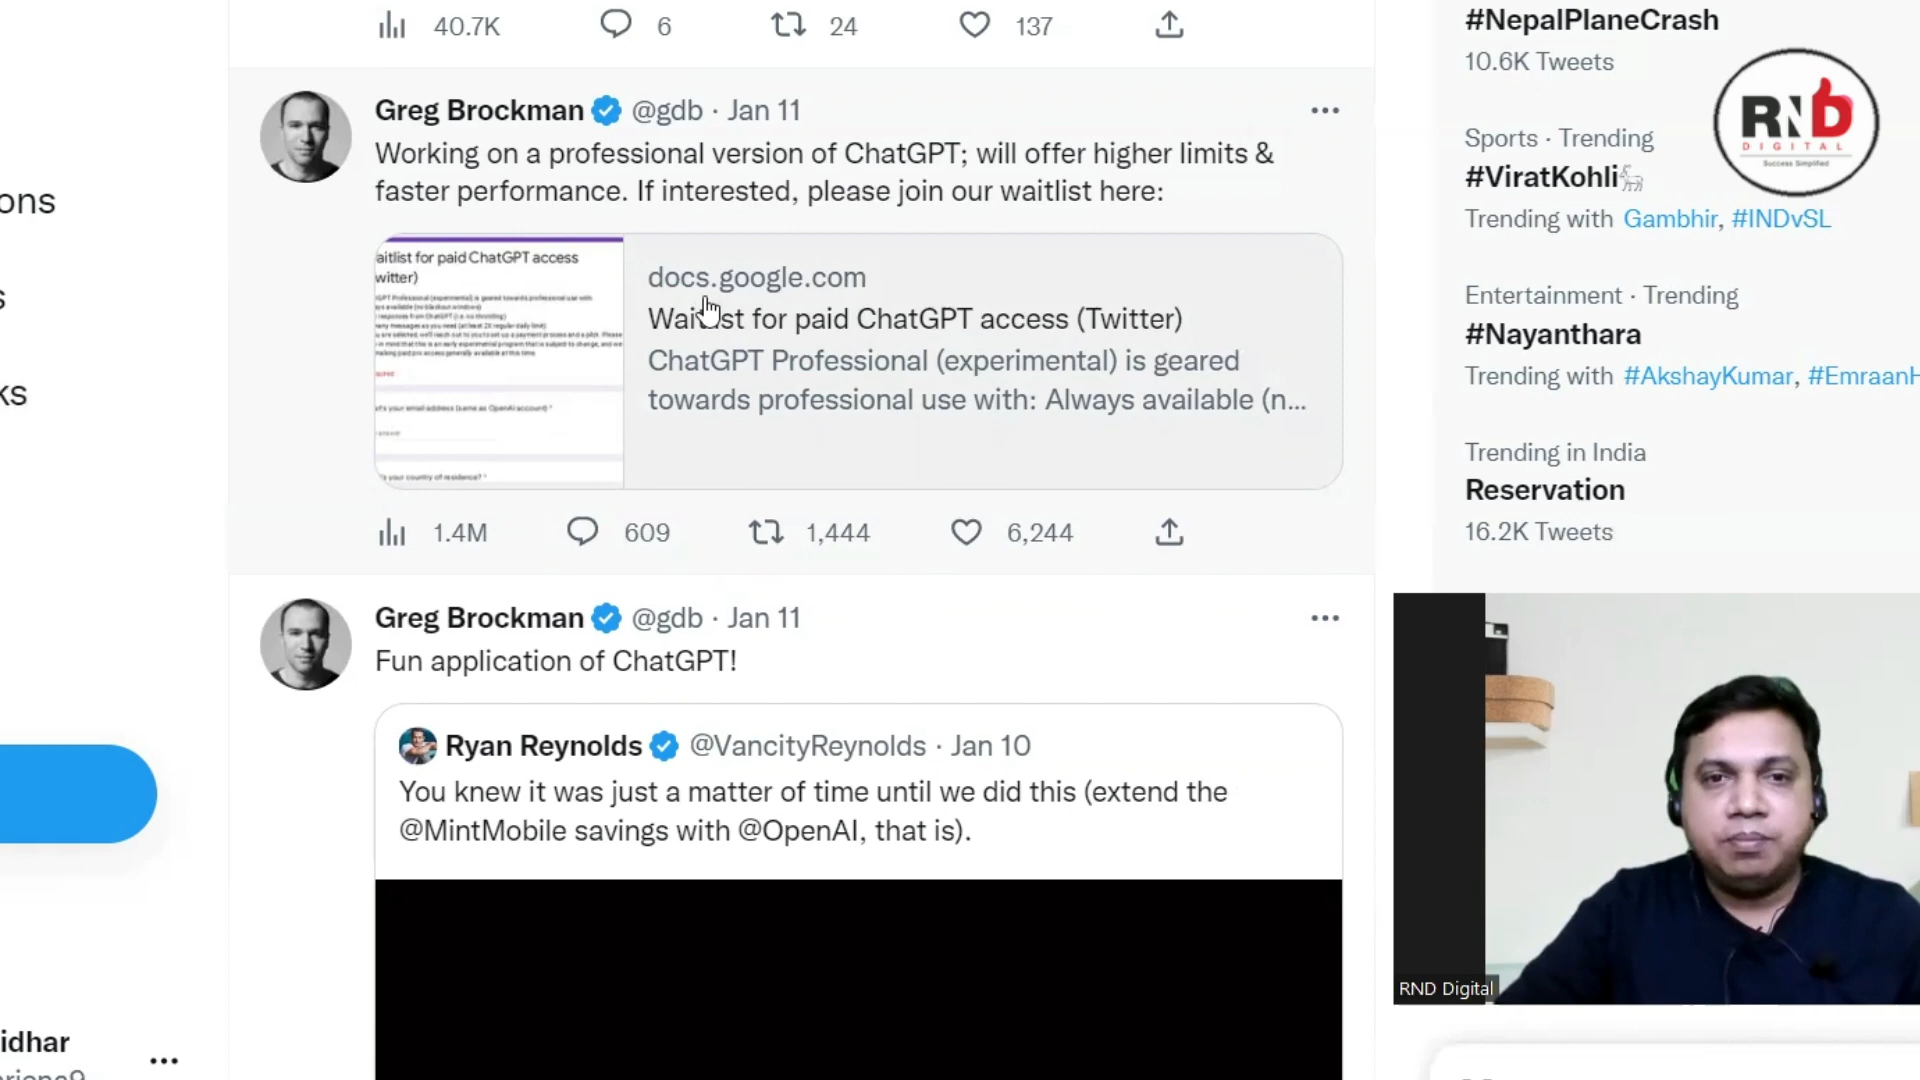 40.7K 6 24 137
Greg Brockman @gdb · Jan 11
Working on a professional version of ChatGPT; will offer higher limits &
faster performance. If interested, please join our waitlist here:
aitlist for paid ChatGPT access
witter)
docs.google.com
Waitlist for paid ChatGPT access (Twitter)
ChatGPT Professional (experimental) is geared
towards professional use with: Always available (n...
1.4M 609 1,444 6,244
Greg Brockman @gdb · Jan 11
Fun application of ChatGPT!
Ryan Reynolds @VancityReynolds · Jan 10
You knew it was just a matter of time until we did this (extend the
@MintMobile savings with @OpenAI, that is).
ons
s
ks
idhar
#NepalPlaneCrash
10.6K Tweets
Sports · Trending
#ViratKohli
Trending with Gambhir, #INDvSL
Entertainment · Trending
#Nayanthara
Trending with #AkshayKumar, #EmraanH
Trending in India
Reservation
16.2K Tweets
RND
DIGITAL
Success Simplified
RND Digital